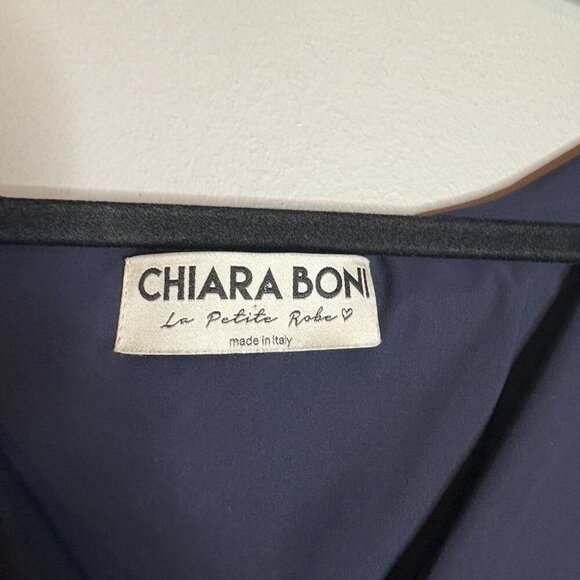 CHIARA BONI
La Petite Robe♡
made in Italy